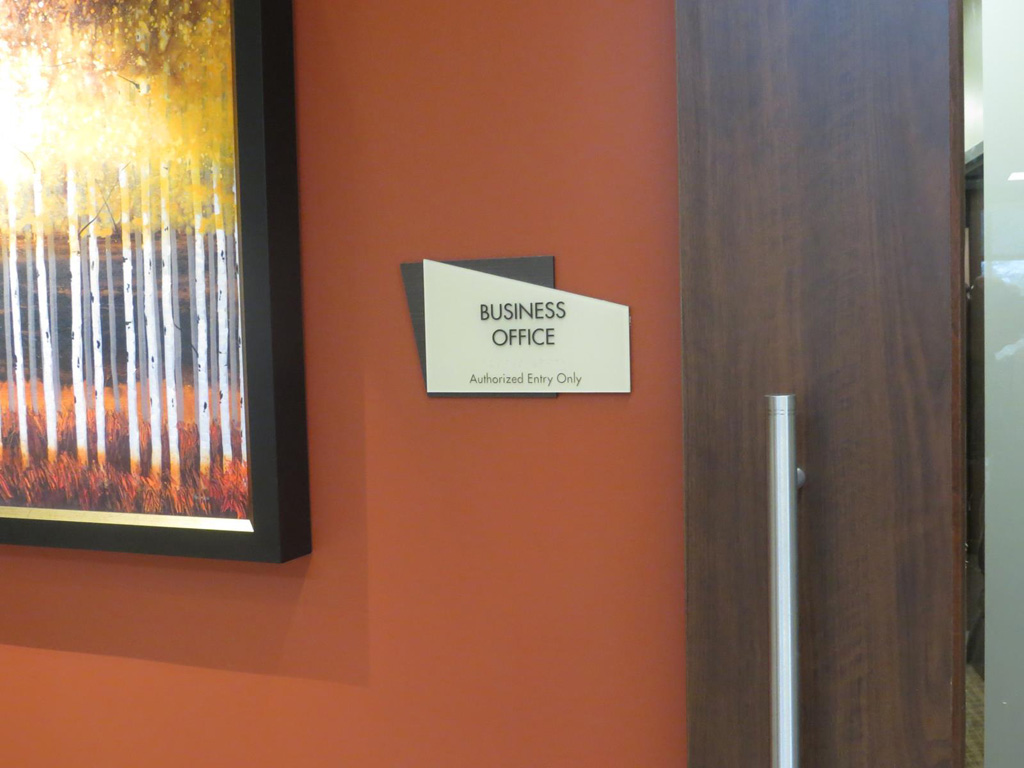 BUSINESS
OFFICE
Authorized Entry Only